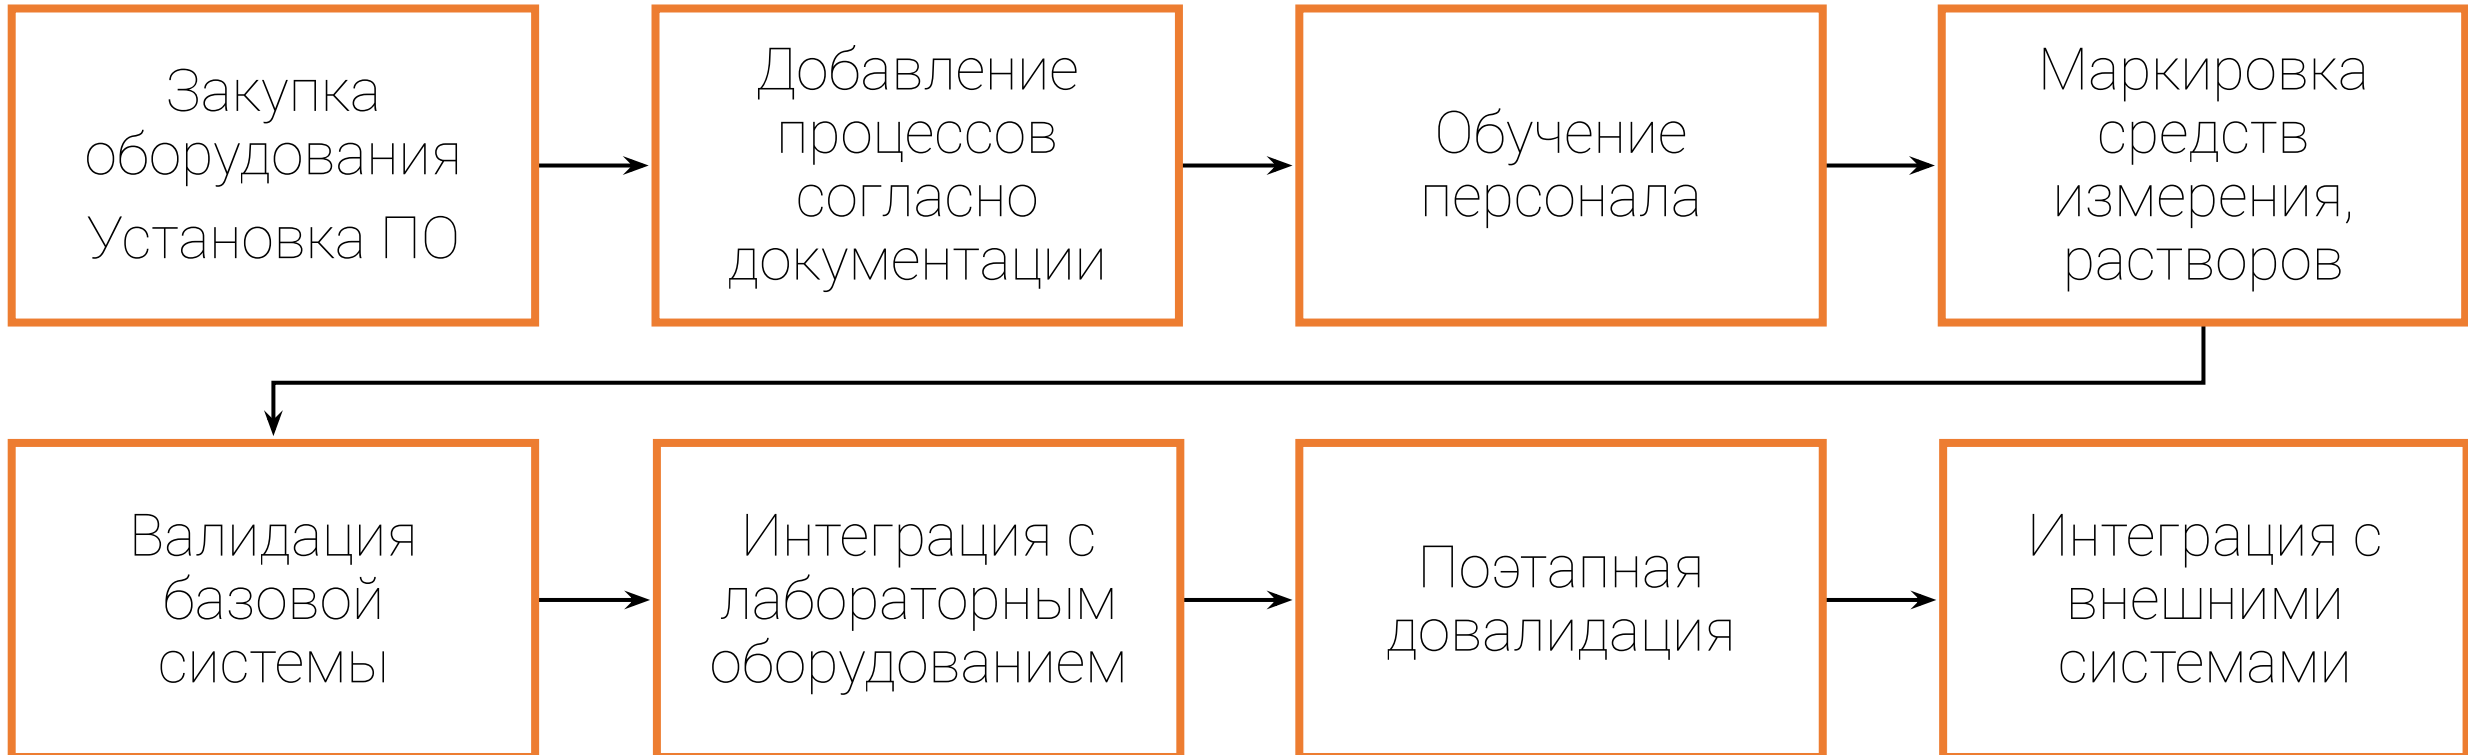 Закупка
оборудования
Установка ПО
Добавление
процессов
согласно
документации
Обучение
персонала
Маркировка
средств
измерения,
растворов
Валидация
базовой
системы
Интеграция с
лабораторным
оборудованием
Поэтапная
довалидация
Интеграция с
внешними
системами